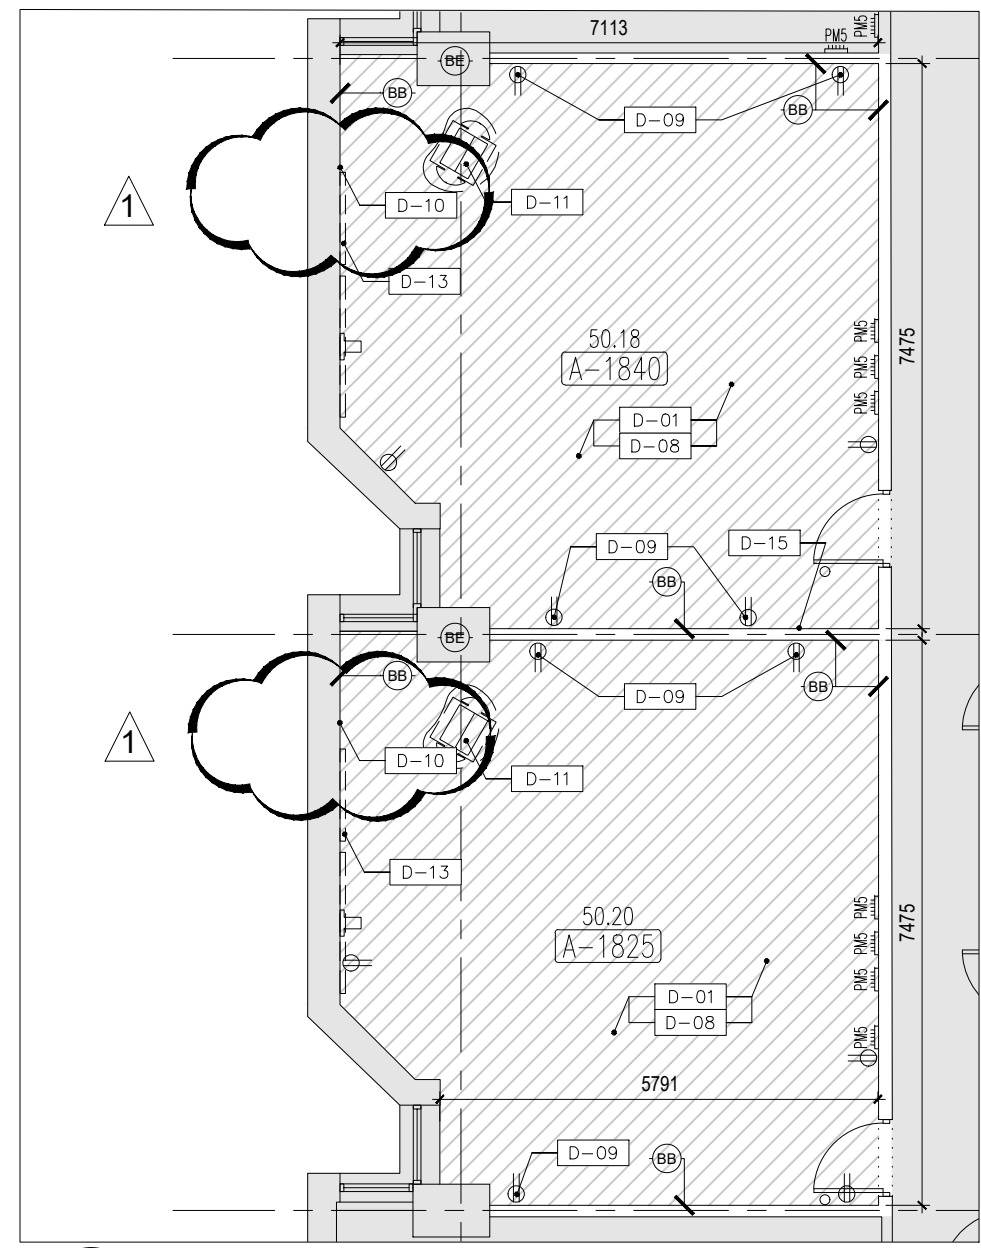 7113
PM5
PM5
BE
BB
BB
D-09
1
D-10
D-11
D-13
50.18
A-1840
PM5
PM5
PM5
7475
D-01
D-08
D-09
D-15
BB
BE
BB
BB
D-09
1
D-10
D-11
D-13
50.20
A-1825
PM5
PM5
PM5
7475
D-01
D-08
PM5
5791
D-09
BB